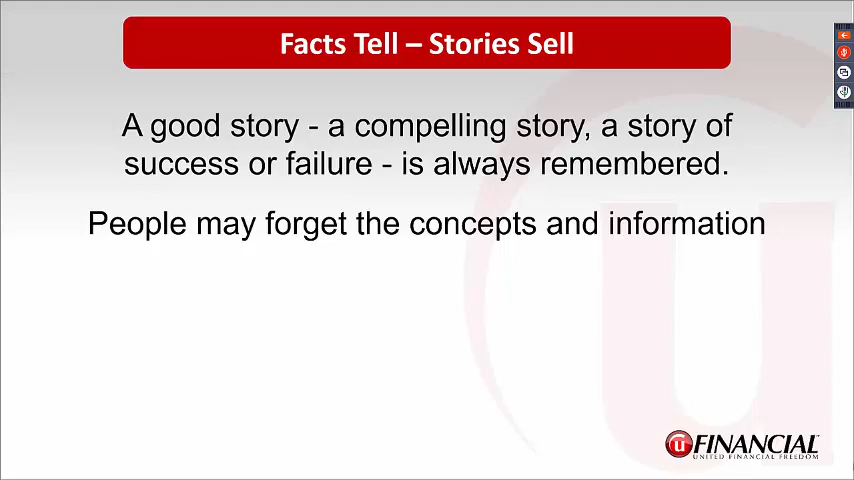 Facts Tell – Stories Sell
A good story - a compelling story, a story of
success or failure - is always remembered.
People may forget the concepts and information
u FINANCIAL™
UNITED FINANCIAL FREEDOM